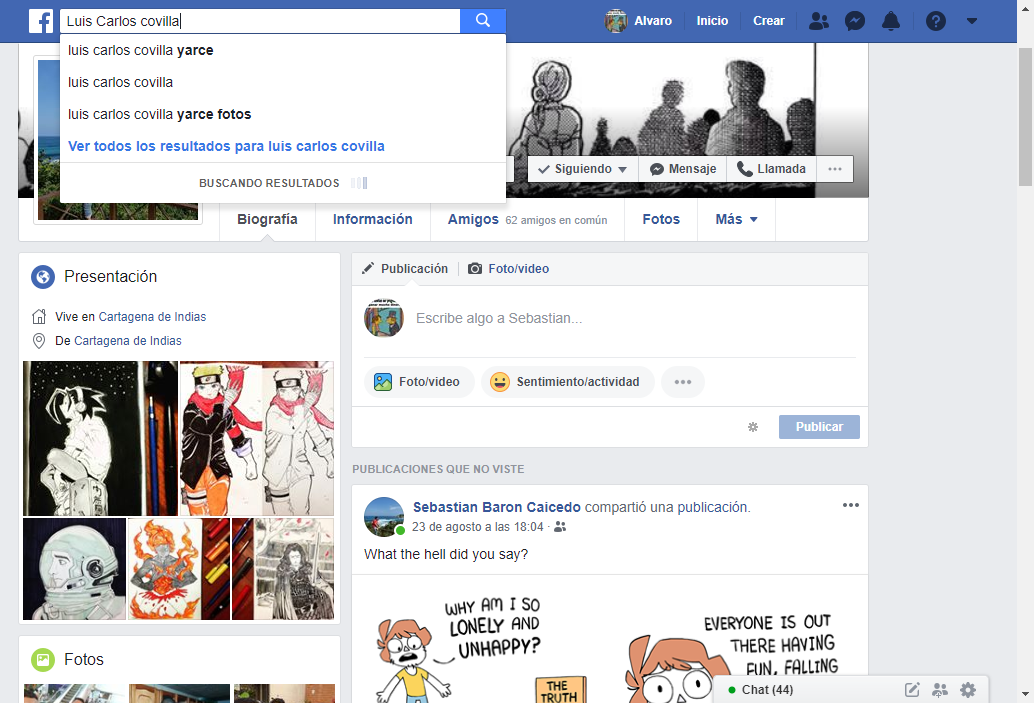 Luis Carlos covilla
Alvaro
Inicio
Crear
luis carlos covilla yarce
luis carlos covilla
luis carlos covilla yarce fotos
Ver todos los resultados para luis carlos covilla
BUSCANDO RESULTADOS
Siguiendo
Mensaje
Llamada
Biografía
Información
Amigos 62 amigos en común
Fotos
Más
Presentación
Vive en Cartagena de Indias
De Cartagena de Indias
Fotos
Publicación
Foto/video
Escribe algo a Sebastian...
Foto/video
Sentimiento/actividad
Publicar
PUBLICACIONES QUE NO VISTE
Sebastian Baron Caicedo compartió una publicación.
23 de agosto a las 18:04 ·
What the hell did you say?
WHY AM I SO
LONELY AND
UNHAPPY?
THE
TRUTH
EVERYONE IS OUT
THERE HAVING
FUN, FALLING
Chat (44)